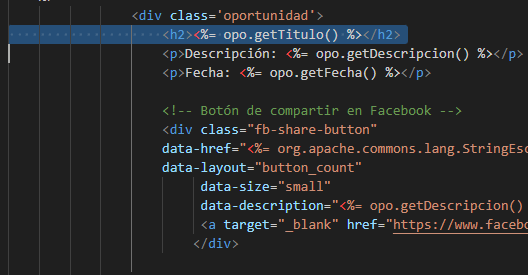 <div class='oportunidad'>
<h2><%= opo.getTitulo() %></h2>
<p>Descripción: <%= opo.getDescripcion() %></p>
<p>Fecha: <%= opo.getFecha() %></p>
<!-- Botón de compartir en Facebook -->
<div class="fb-share-button"
data-href="<%= org.apache.commons.lang.StringEsc
data-layout="button_count"
data-size="small"
data-description="<%= opo.getDescripcion()
<a target="_blank" href="https://www.facebo
</div>